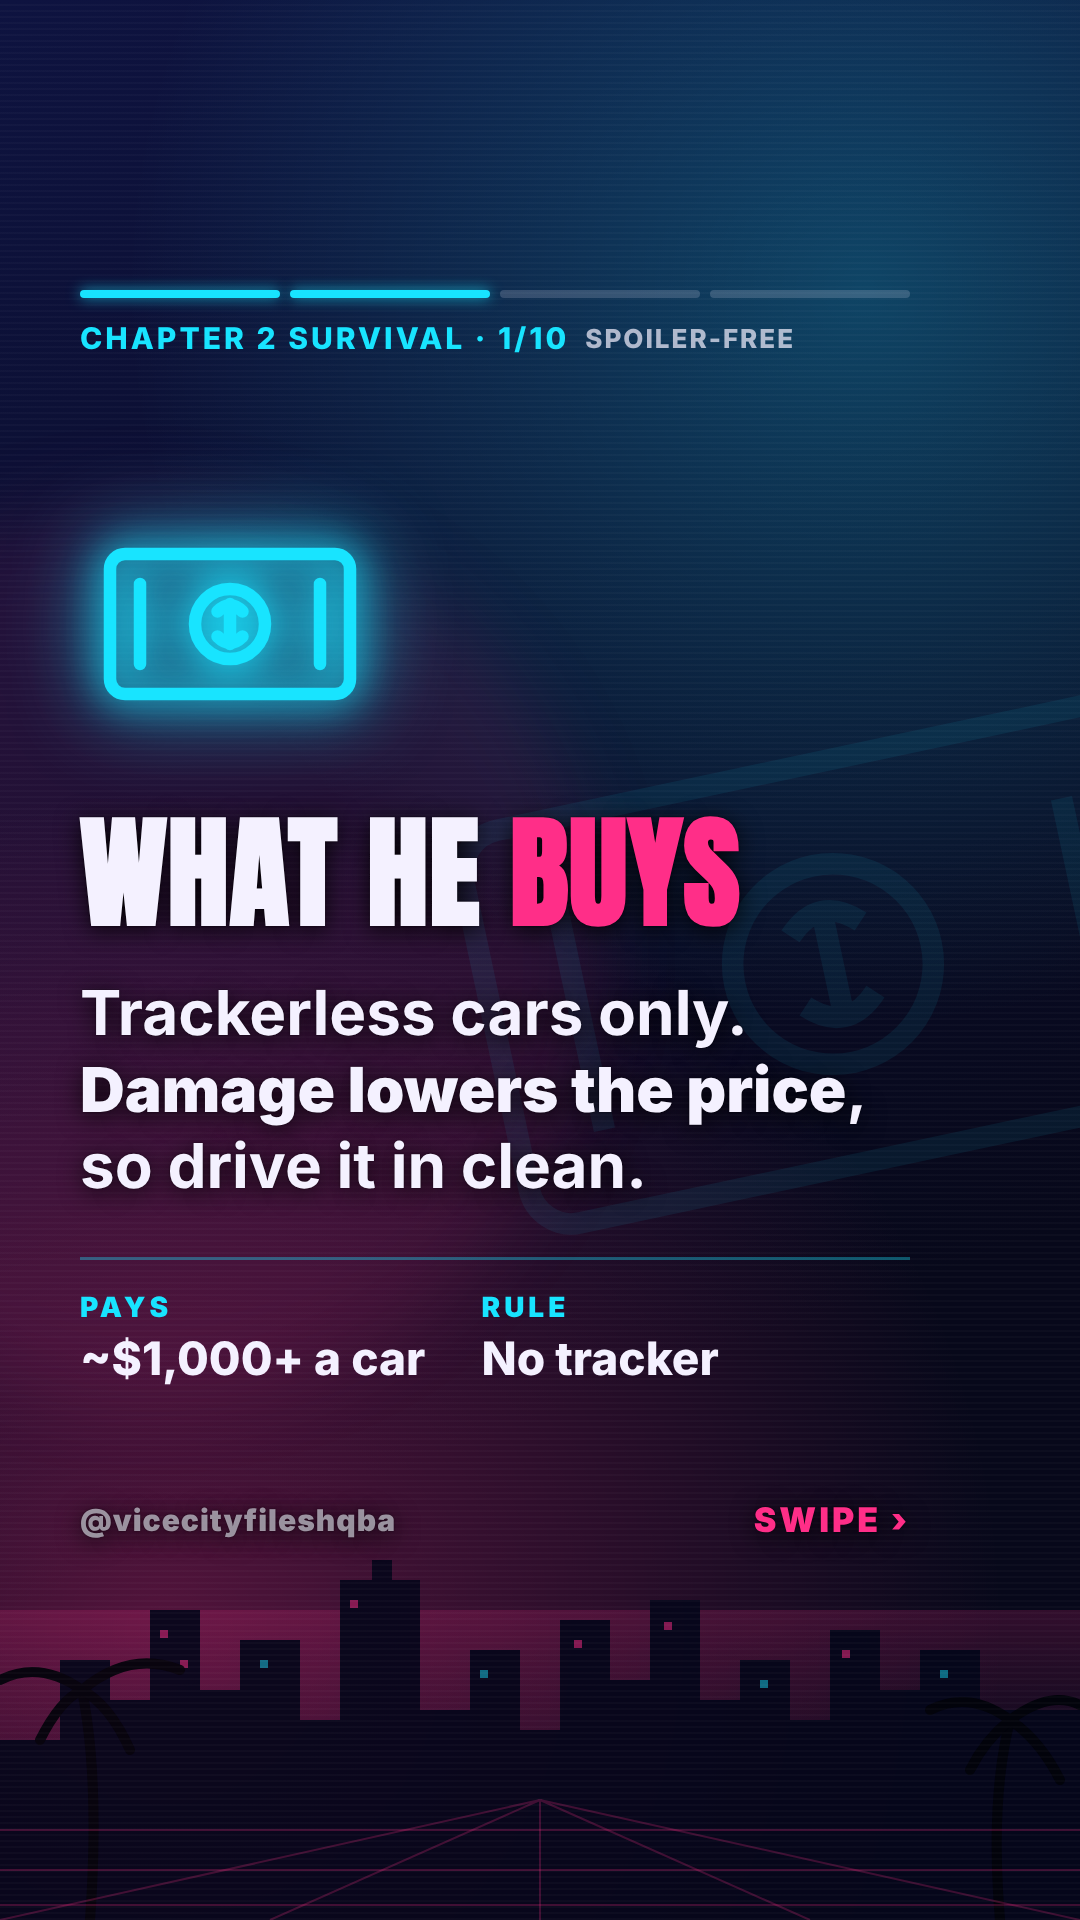 CHAPTER 2 SURVIVAL · 1/10 SPOILER-FREE
WHAT HE BUYS
Trackerless cars only.
Damage lowers the price,
so drive it in clean.
PAYS RULE
~$1,000+ a car No tracker
@vicecityfileshqba SWIPE ›